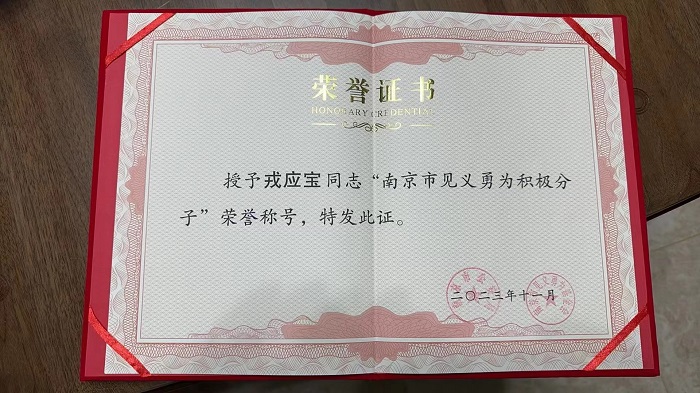 荣誉证书
HONORARY CREDENTIAL
授予戎应宝同志“南京市见义勇为积极分
子”荣誉称号，特发此证。
二〇二三年十一月